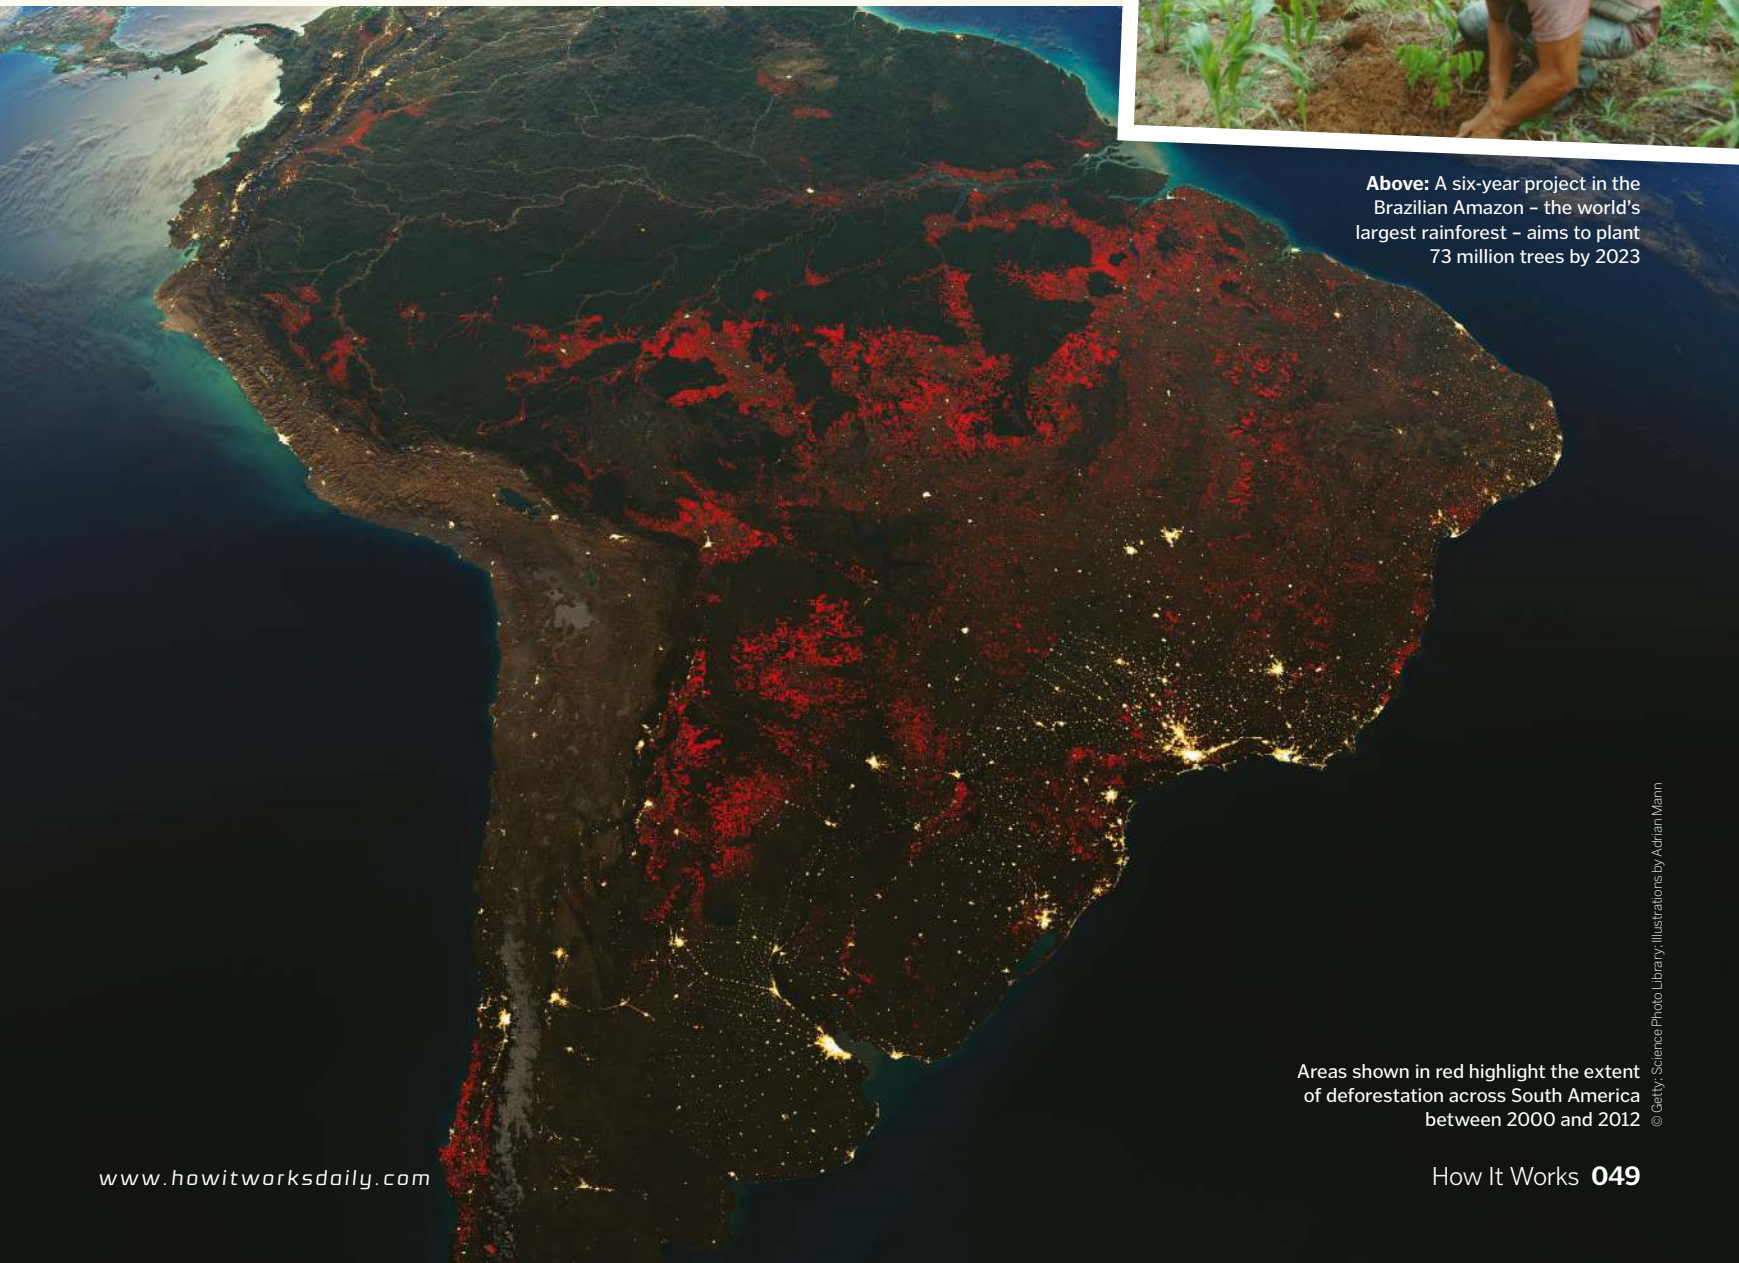 Above: A six-year project in the
Brazilian Amazon – the world's
largest rainforest – aims to plant
73 million trees by 2023
Areas shown in red highlight the extent
of deforestation across South America
between 2000 and 2012
© Getty; Science Photo Library; Illustrations by Adrian Mann
www.howitworksdaily.com
How It Works 049